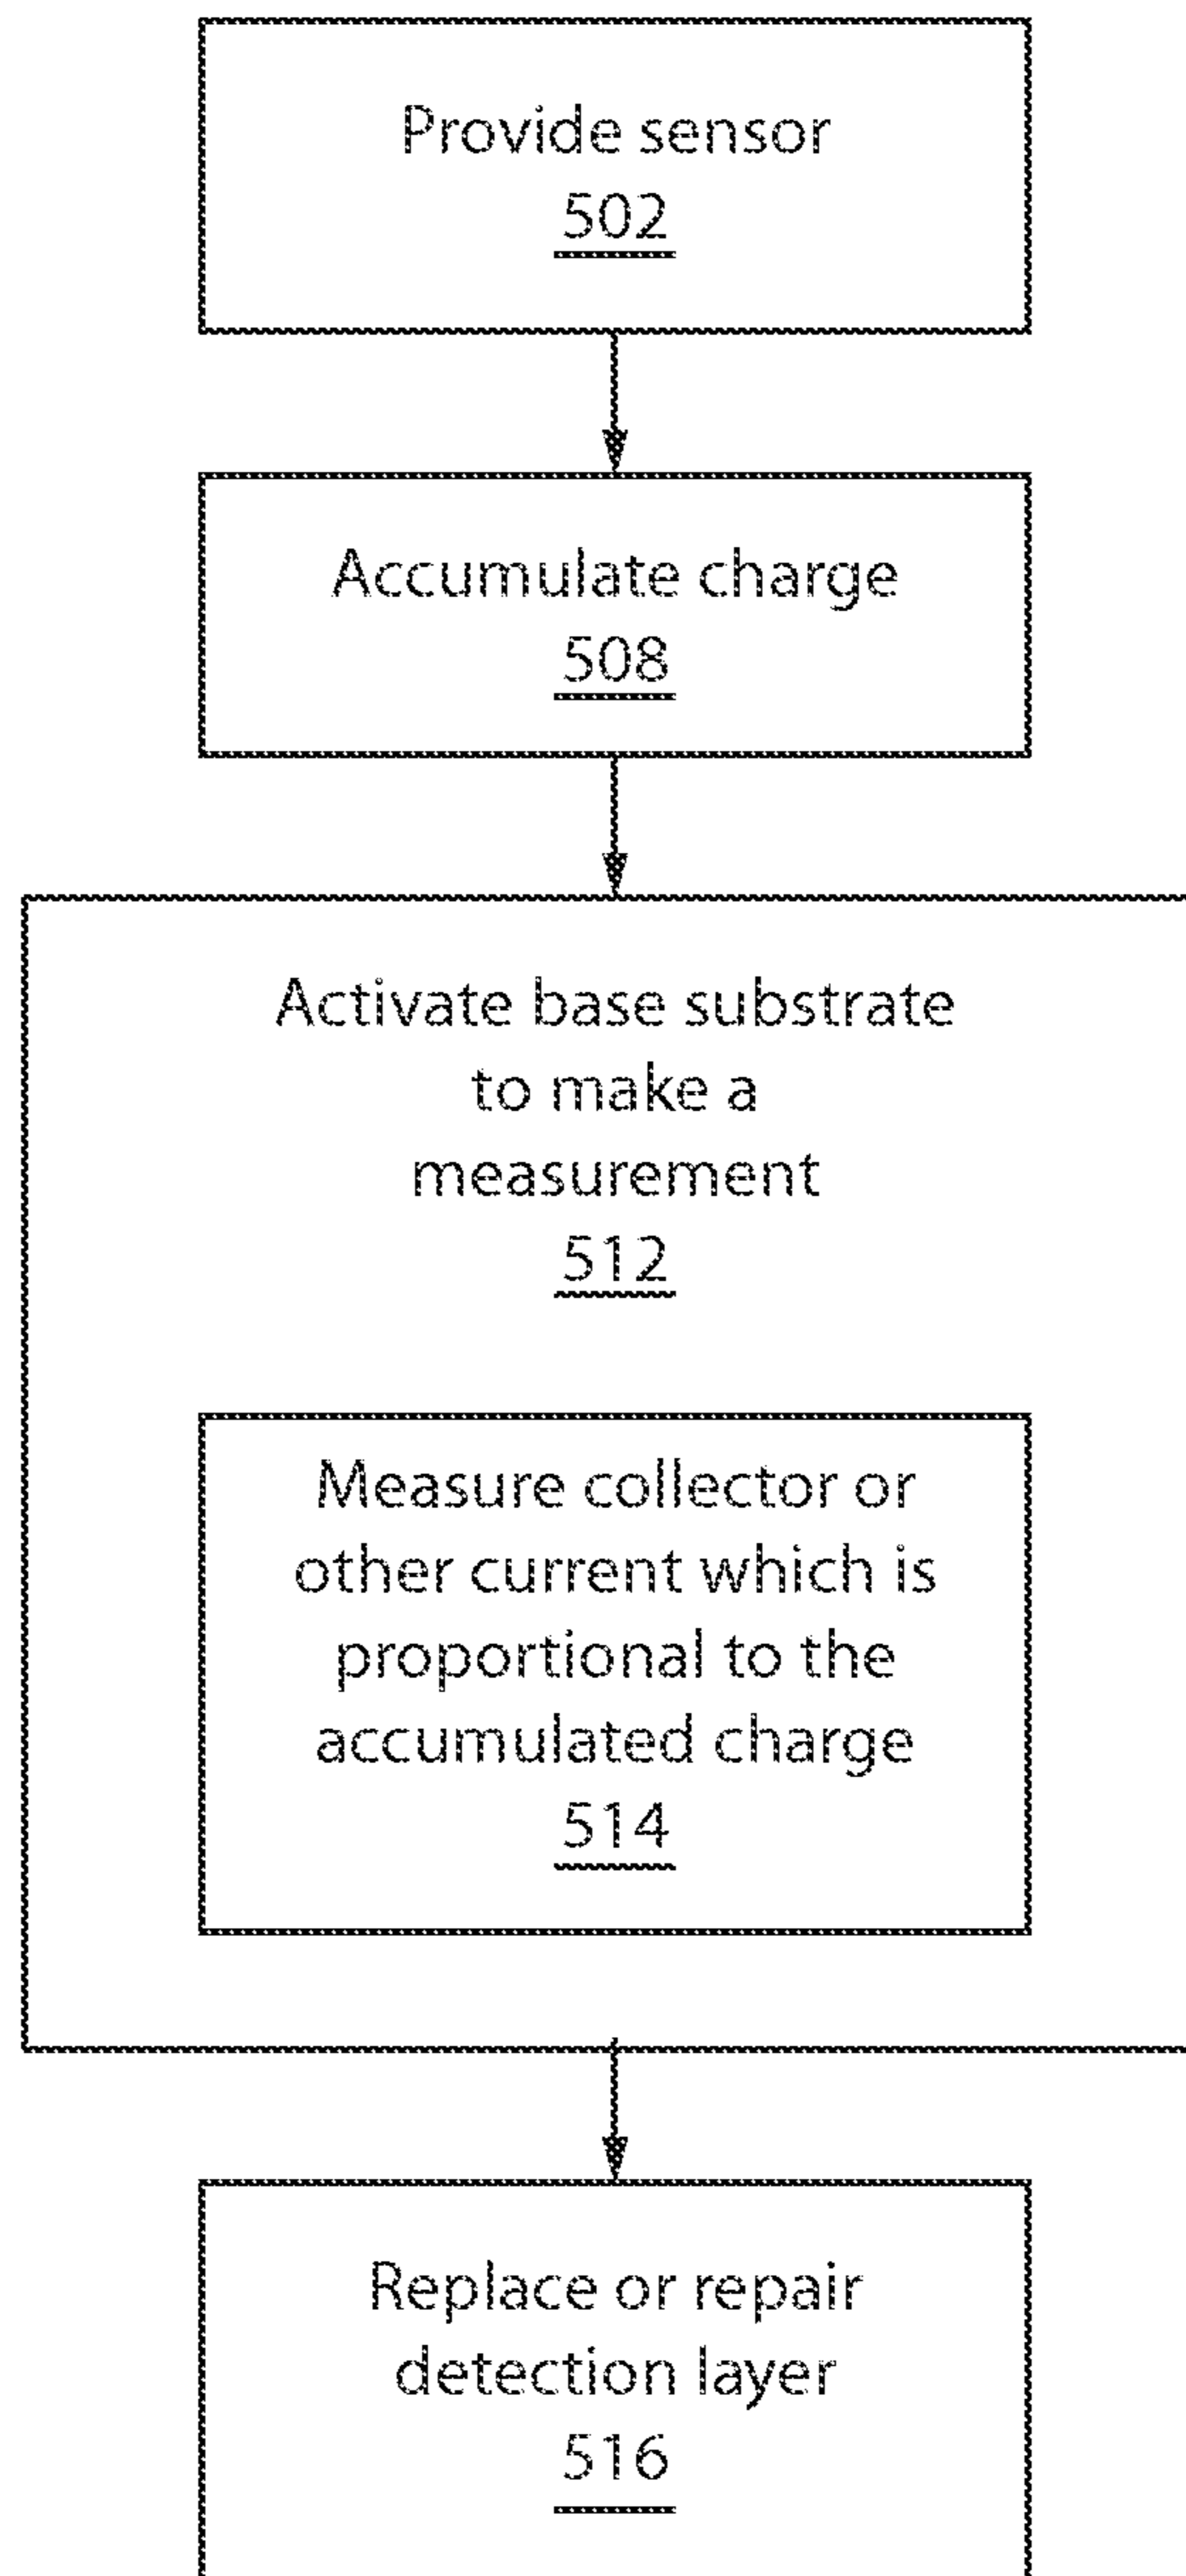 Provide sensor
502
Accumulate charge
508
Activate base substrate
to make a
measurement
512
Measure collector or
other current which is
proportional to the
accumulated charge
514
Replace or repair
detection layer
516